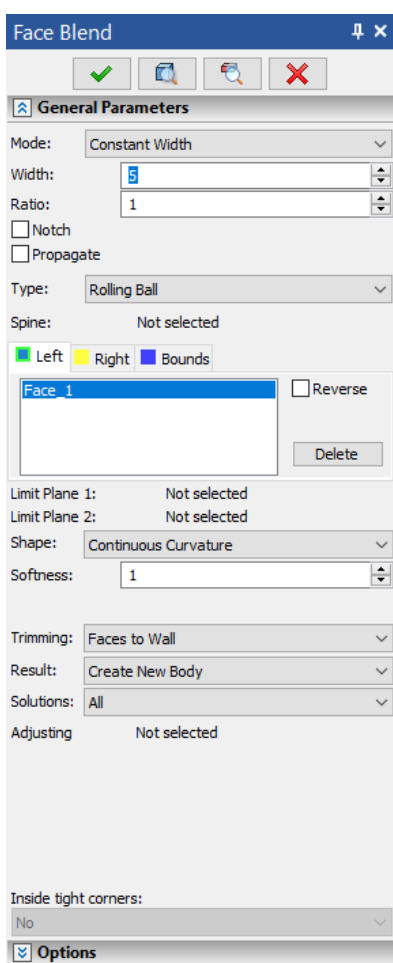 Face Blend
General Parameters
Mode: Constant Width
Width: 5
Ratio: 1
Notch
Propagate
Type: Rolling Ball
Spine: Not selected
Left Right Bounds
Face_1 Reverse
Delete
Limit Plane 1: Not selected
Limit Plane 2: Not selected
Shape: Continuous Curvature
Softness: 1
Trimming: Faces to Wall
Result: Create New Body
Solutions: All
Adjusting Not selected
Inside tight corners:
No
Options